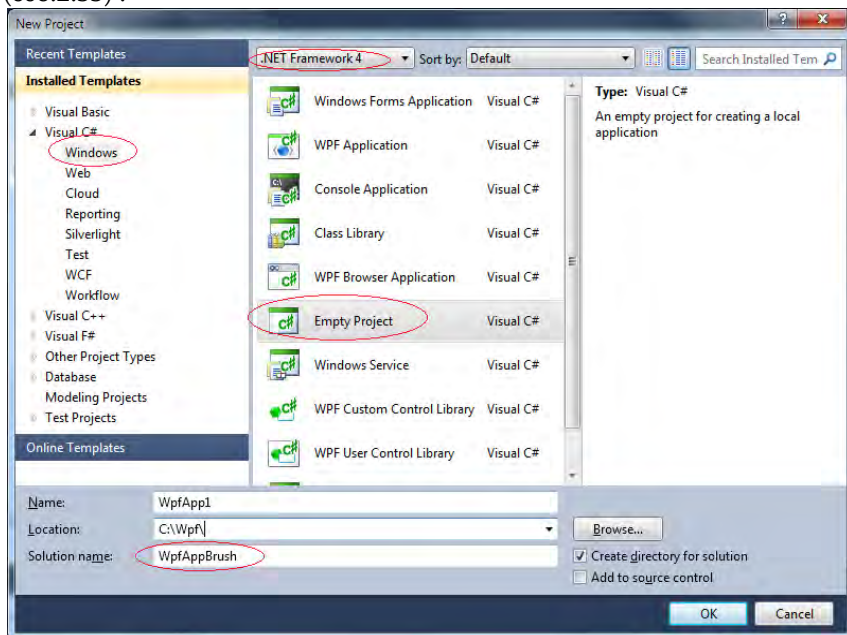 New Project
Recent Templates
.NET Framework 4
Sort by: Default
Search Installed Tem
Installed Templates
Visual Basic
Visual C#
Windows
Web
Cloud
Reporting
Silverlight
Test
WCF
Workflow
Visual C++
Visual F#
Other Project Types
Database
Modeling Projects
Test Projects
Online Templates
Windows Forms Application Visual C#
WPF Application Visual C#
Console Application Visual C#
Class Library Visual C#
WPF Browser Application Visual C#
Empty Project Visual C#
Windows Service Visual C#
WPF Custom Control Library Visual C#
WPF User Control Library Visual C#
Type: Visual C#
An empty project for creating a local
application
Name: WpfApp1
Location: C:\Wpf\
Browse...
Solution name: WpfAppBrush
Create directory for solution
Add to source control
OK Cancel